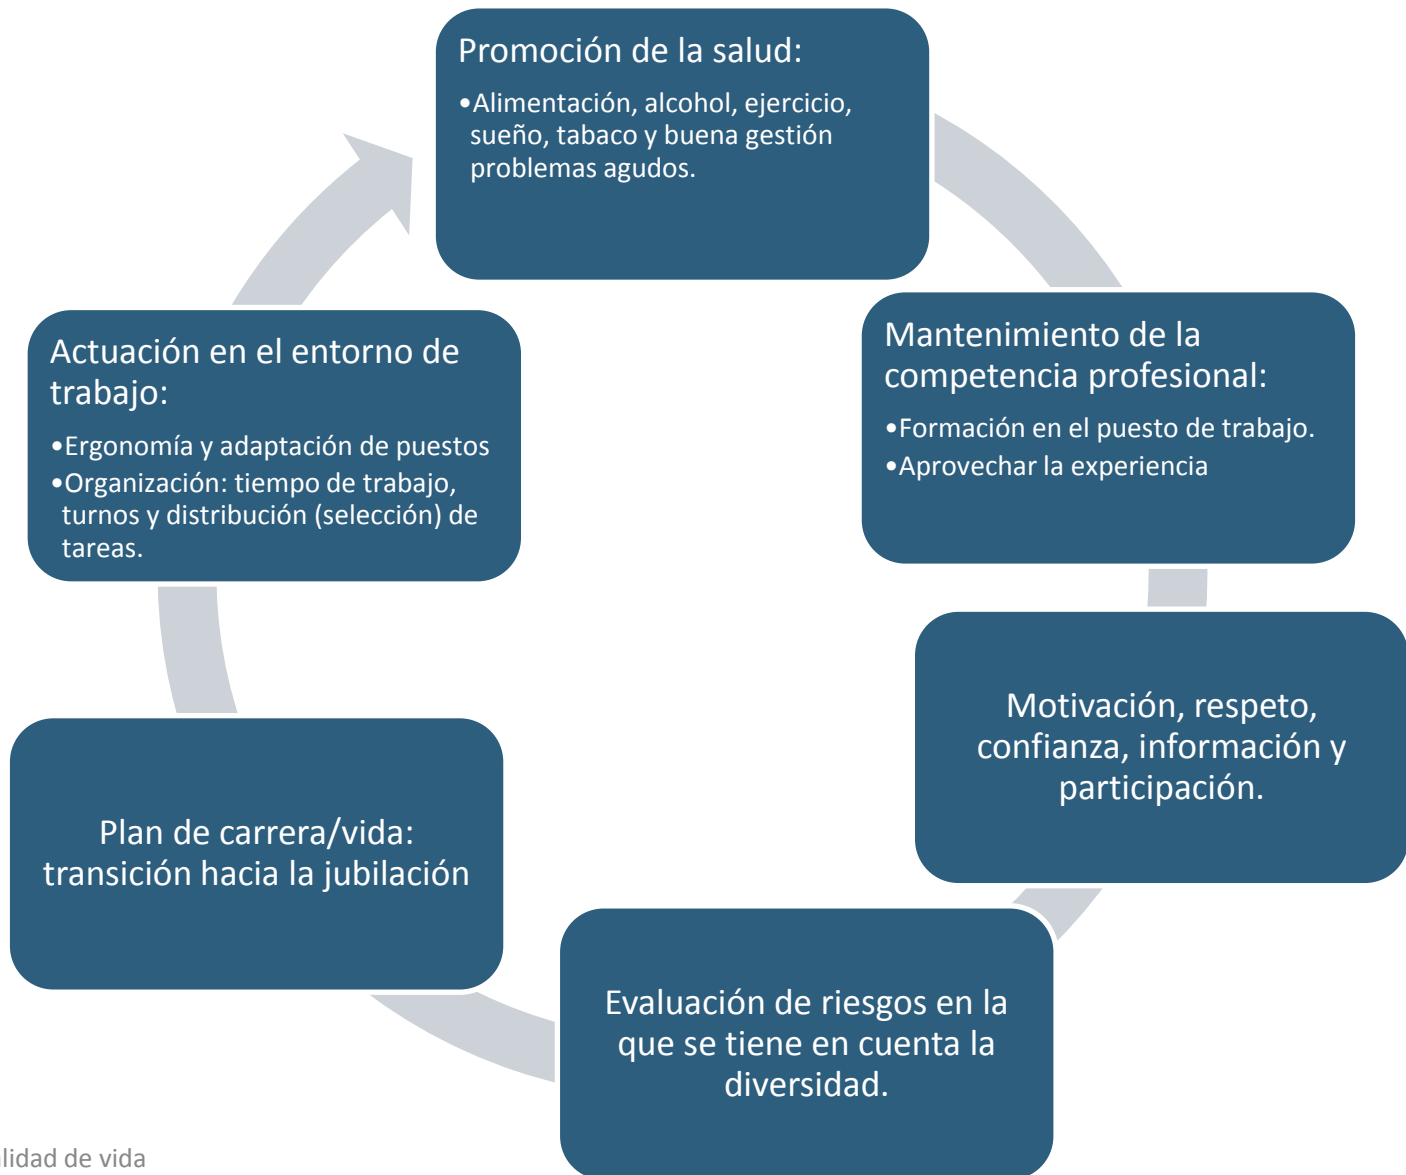 Promoción de la salud:
•Alimentación, alcohol, ejercicio,
sueño, tabaco y buena gestión
problemas agudos.
Mantenimiento de la
competencia profesional:
•Formación en el puesto de trabajo.
•Aprovechar la experiencia
Motivación, respeto,
confianza, información y
participación.
Evaluación de riesgos en la
que se tiene en cuenta la
diversidad.
Plan de carrera/vida:
transición hacia la jubilación
Actuación en el entorno de
trabajo:
•Ergonomía y adaptación de puestos
•Organización: tiempo de trabajo,
turnos y distribución (selección) de
tareas.
lidad de vida